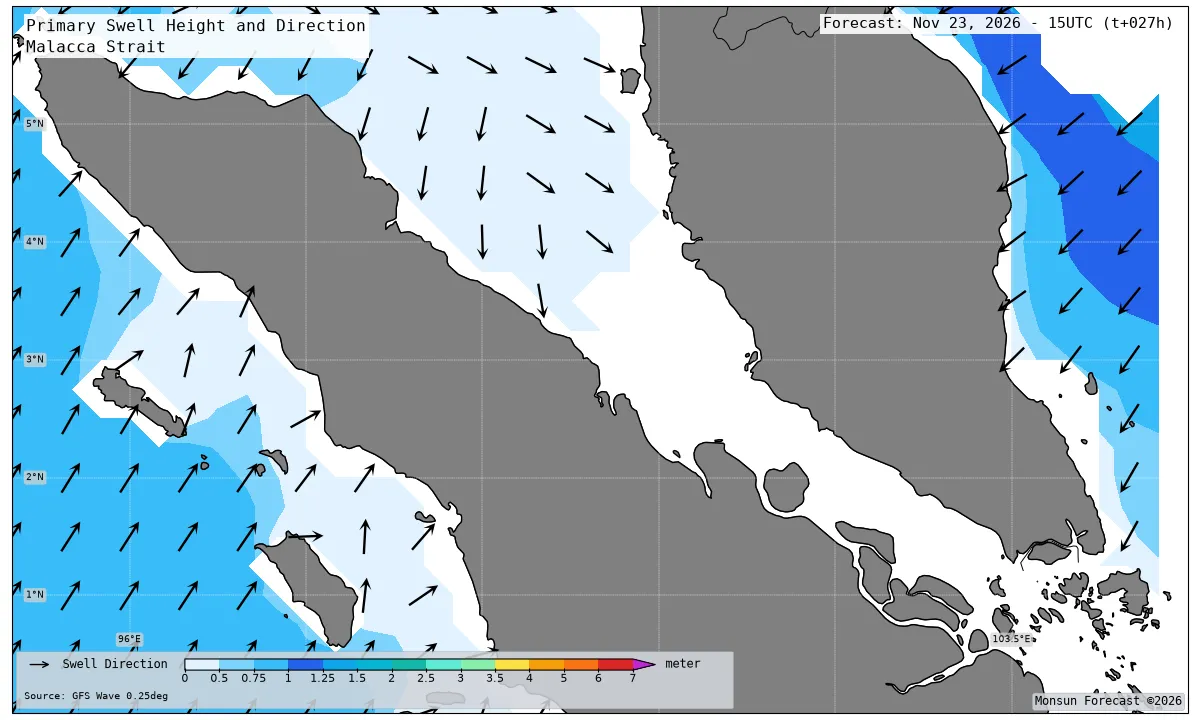 Primary Swell Height and Direction
Malacca Strait
Forecast: Nov 23, 2026 - 15UTC (t+027h)
5°N
4°N
3°N
2°N
1°N
96°E
103.5°E
Swell Direction
meter
0 0.5 0.75 1 1.25 1.5 2 2.5 3 3.5 4 5 6 7
Source: GFS Wave 0.25deg
Monsun Forecast ©2026